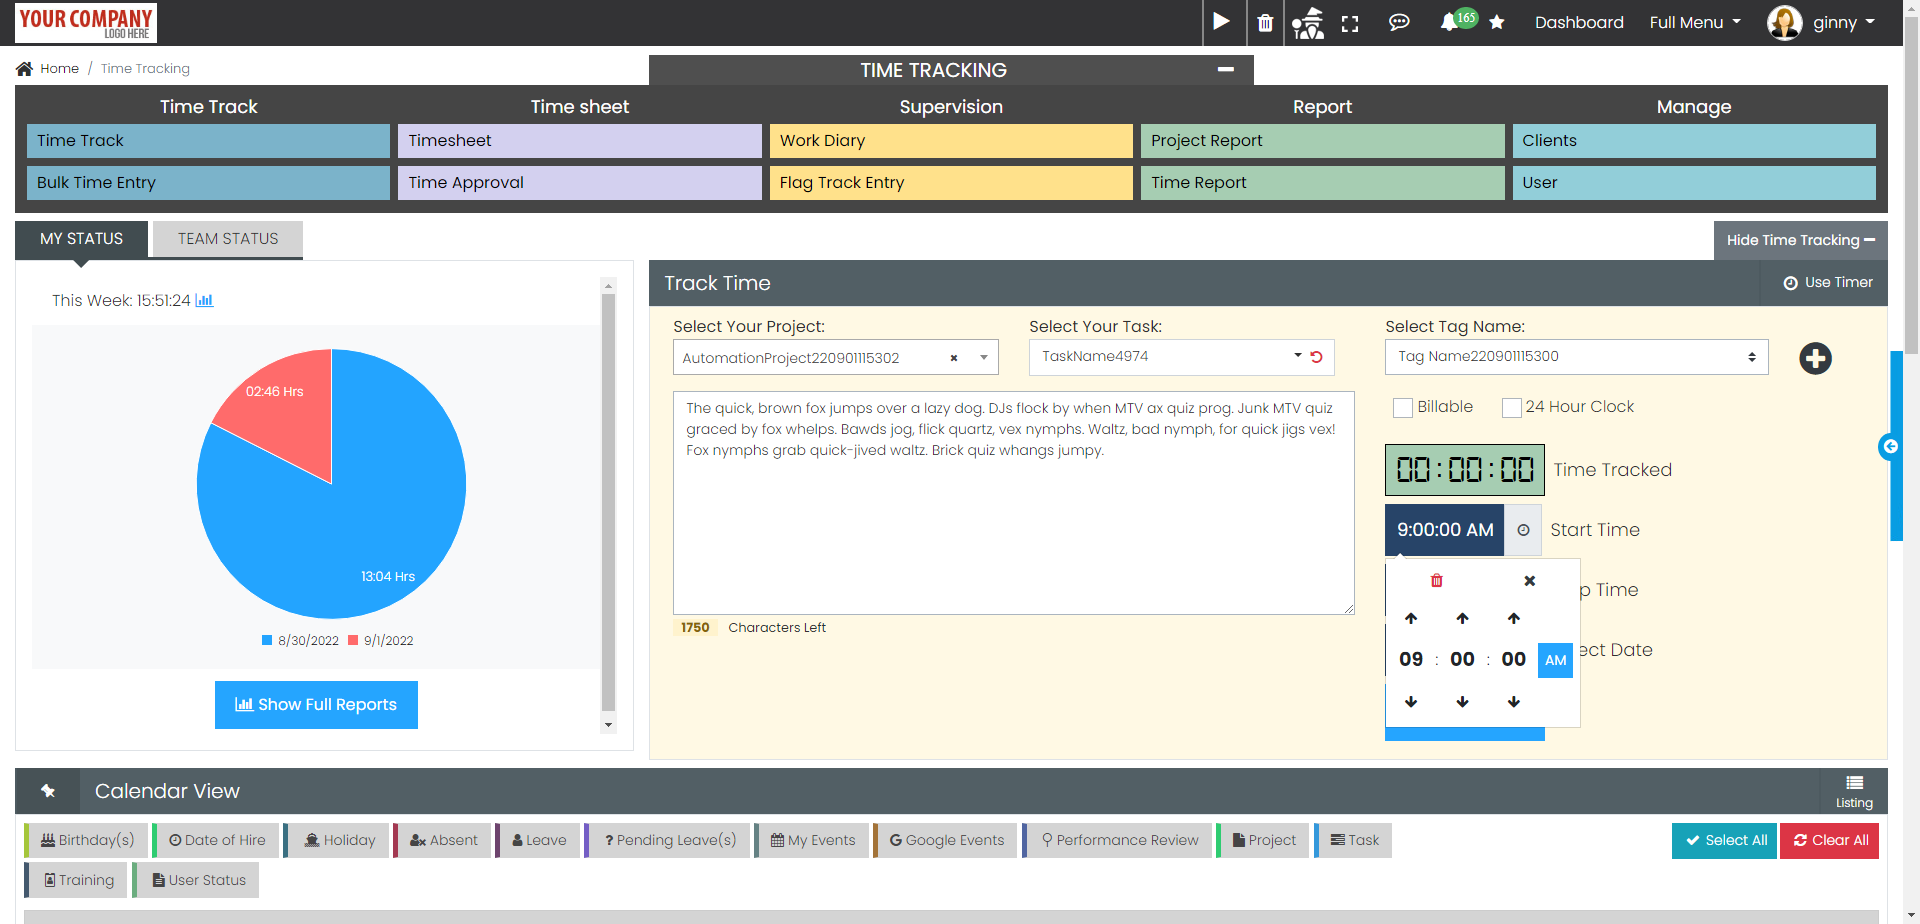 YOUR COMPANY
LOGO HERE
165
Dashboard
Full Menu
ginny
Home / Time Tracking
TIME TRACKING
Time Track
Time sheet
Supervision
Report
Manage
Time Track
Timesheet
Work Diary
Project Report
Clients
Bulk Time Entry
Time Approval
Flag Track Entry
Time Report
User
MY STATUS
TEAM STATUS
Hide Time Tracking
This Week: 15:51:24
02:46 Hrs
13:04 Hrs
8/30/2022
9/1/2022
Show Full Reports
Track Time
Use Timer
Select Your Project:
Select Your Task:
Select Tag Name:
AutomationProject220901115302
TaskName4974
Tag Name220901115300
The quick, brown fox jumps over a lazy dog. DJs flock by when MTV ax quiz prog. Junk MTV quiz
graced by fox whelps. Bawds jog, flick quartz, vex nymphs. Waltz, bad nymph, for quick jigs vex!
Fox nymphs grab quick-jived waltz. Brick quiz whangs jumpy.
1750 Characters Left
Billable
24 Hour Clock
00:00:00 Time Tracked
9:00:00 AM Start Time
p Time
09 : 00 : 00 AM
ect Date
Calendar View
Listing
Birthday(s)
Date of Hire
Holiday
Absent
Leave
? Pending Leave(s)
My Events
Google Events
Performance Review
Project
Task
Select All
Clear All
Training
User Status